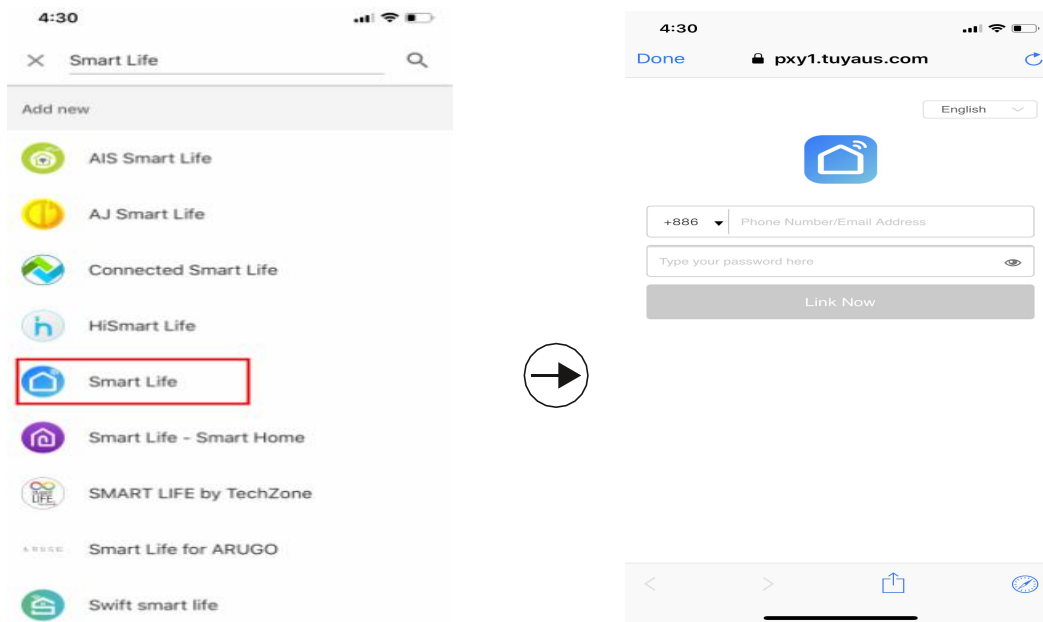 4:30
Smart Life
Add new
AIS Smart Life
AJ Smart Life
Connected Smart Life
HiSmart Life
Smart Life
Smart Life - Smart Home
LIFE
SMART LIFE by TechZone
Smart Life for ARUGO
Swift smart life
4:30
Done
pxy1.tuyaus.com
English
+886
Phone Number/Email Address
Type your password here
Link Now